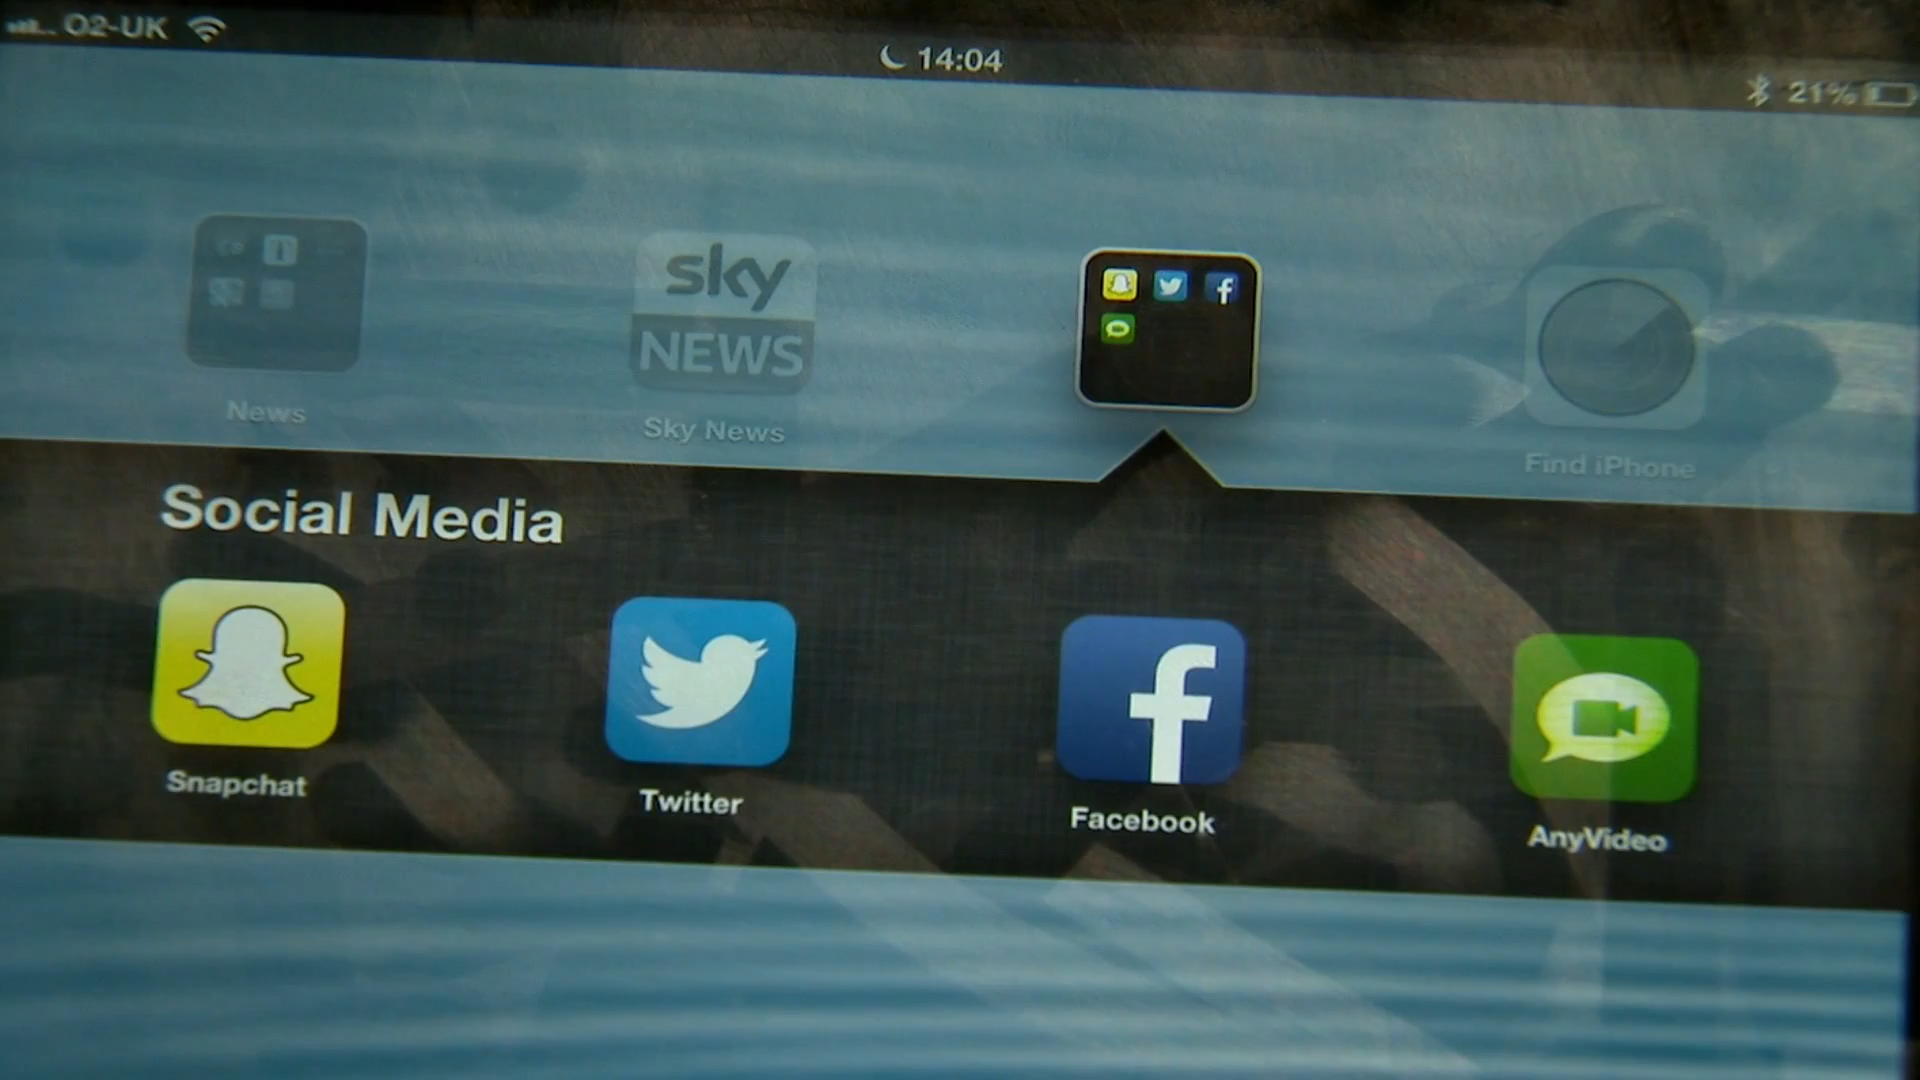 O2-UK
14:04
21%
sky
NEWS
News
Sky News
Find iPhone
Social Media
Snapchat
Twitter
Facebook
AnyVideo